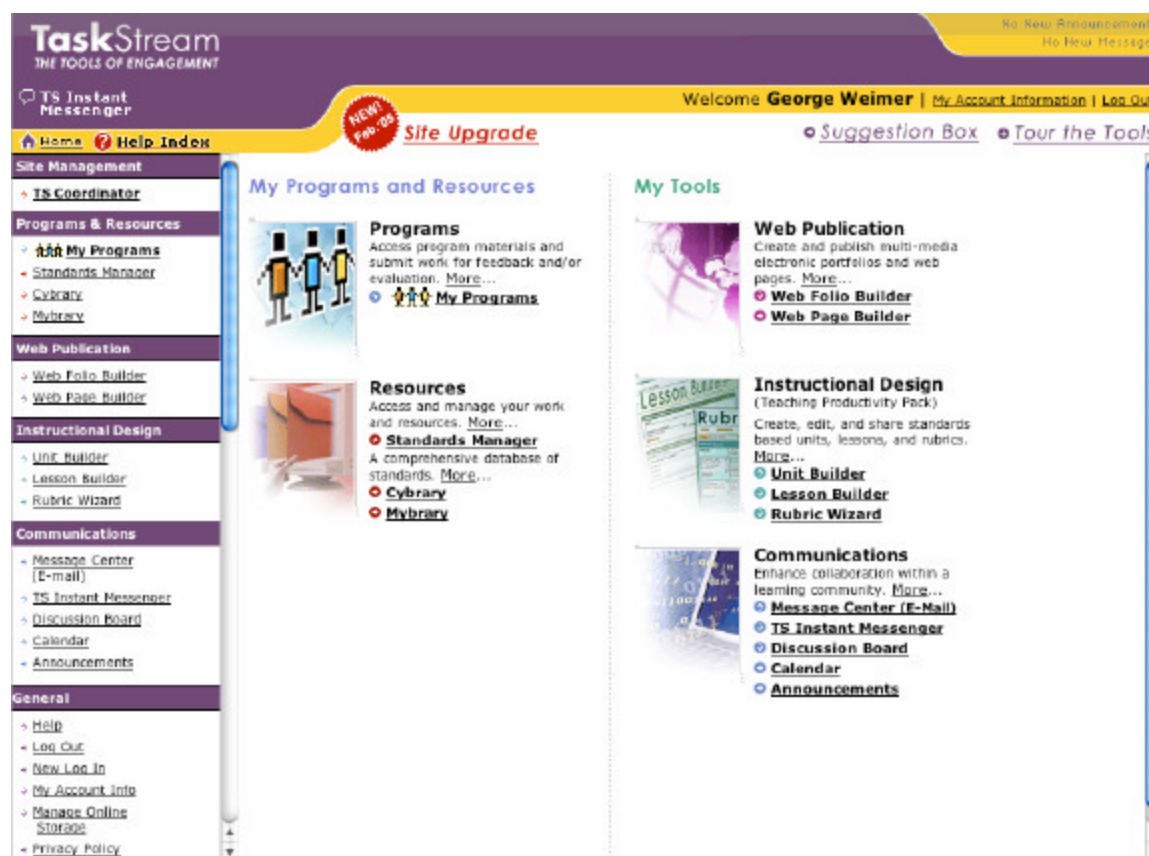 No New Announcement
No New Message
TaskStream
THE TOOLS OF ENGAGEMENT
TS Instant
Messenger
Welcome George Weimer | My Account Information | Log Out
NEW!
Feb. '05
Site Upgrade
Suggestion Box
Tour the Tools
Home
Help Index
Site Management
TS Coordinator
Programs & Resources
My Programs
Standards Manager
Cybrary
Mybrary
Web Publication
Web Folio Builder
Web Page Builder
Instructional Design
Unit Builder
Lesson Builder
Rubric Wizard
Communications
Message Center
(E-mail)
TS Instant Messenger
Discussion Board
Calendar
Announcements
General
Help
Log Out
New Log In
My Account Info
Manage Online
Storage
Privacy Policy
My Programs and Resources
Programs
Access program materials and
submit work for feedback and/or
evaluation. More...
My Programs
Resources
Access and manage your work
and resources. More...
Standards Manager
A comprehensive database of
standards. More...
Cybrary
Mybrary
My Tools
Web Publication
Create and publish multi-media
electronic portfolios and web
pages. More...
Web Folio Builder
Web Page Builder
Lesson Builder
Rubr
Instructional Design
(Teaching Productivity Pack)
Create, edit, and share standards
based units, lessons, and rubrics.
More...
Unit Builder
Lesson Builder
Rubric Wizard
Communications
Enhance collaboration within a
learning community. More...
Message Center (E-Mail)
TS Instant Messenger
Discussion Board
Calendar
Announcements